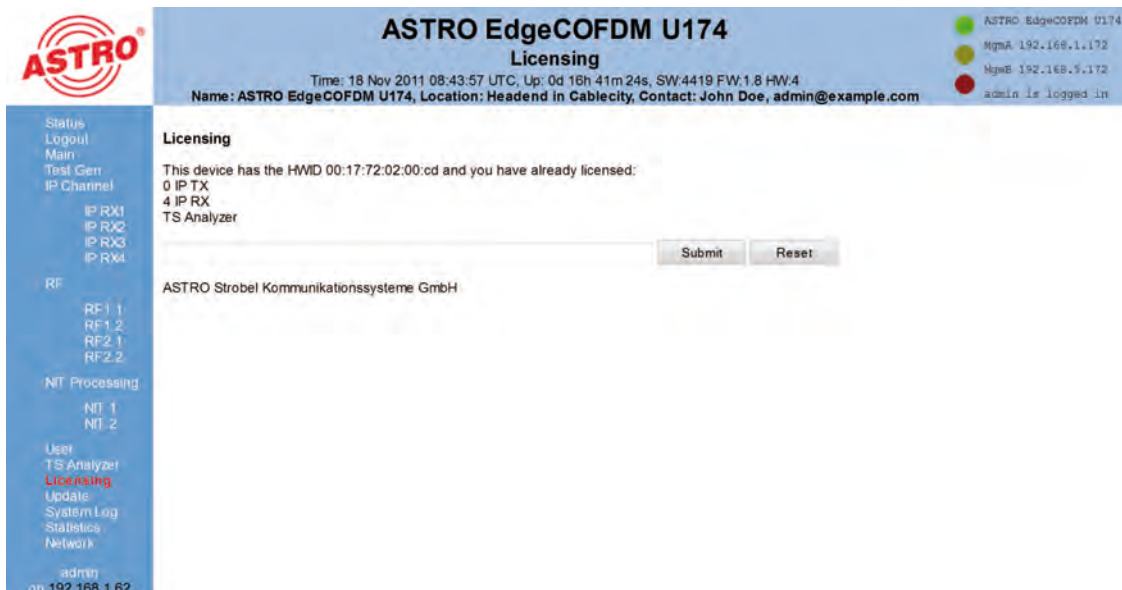 ASTRO®
ASTRO EdgeCOFDM U174
Licensing
Time: 18 Nov 2011 08:43:57 UTC, Up: 0d 16h 41m 24s, SW:4419 FW:1.8 HW:4
Name: ASTRO EdgeCOFDM U174, Location: Headend in Cablecity, Contact: John Doe, admin@example.com
ASTRO EdgeCOFDM U174
MgmA 192.168.1.172
MgmB 192.168.5.172
admin is logged in
Status
Logout
Main
Test Gen
IP Channel
IP RX1
IP RX2
IP RX3
IP RX4
RF
RF1.1
RF1.2
RF2.1
RF2.2
NIT Processing
NIT 1
NIT 2
User
TS Analyzer
Licensing
Update
System Log
Statistics
Network
admin
on 192.168.1.62
Licensing
This device has the HWID 00:17:72:02:00:cd and you have already licensed:
0 IP TX
4 IP RX
TS Analyzer
Submit Reset
ASTRO Strobel Kommunikationssysteme GmbH